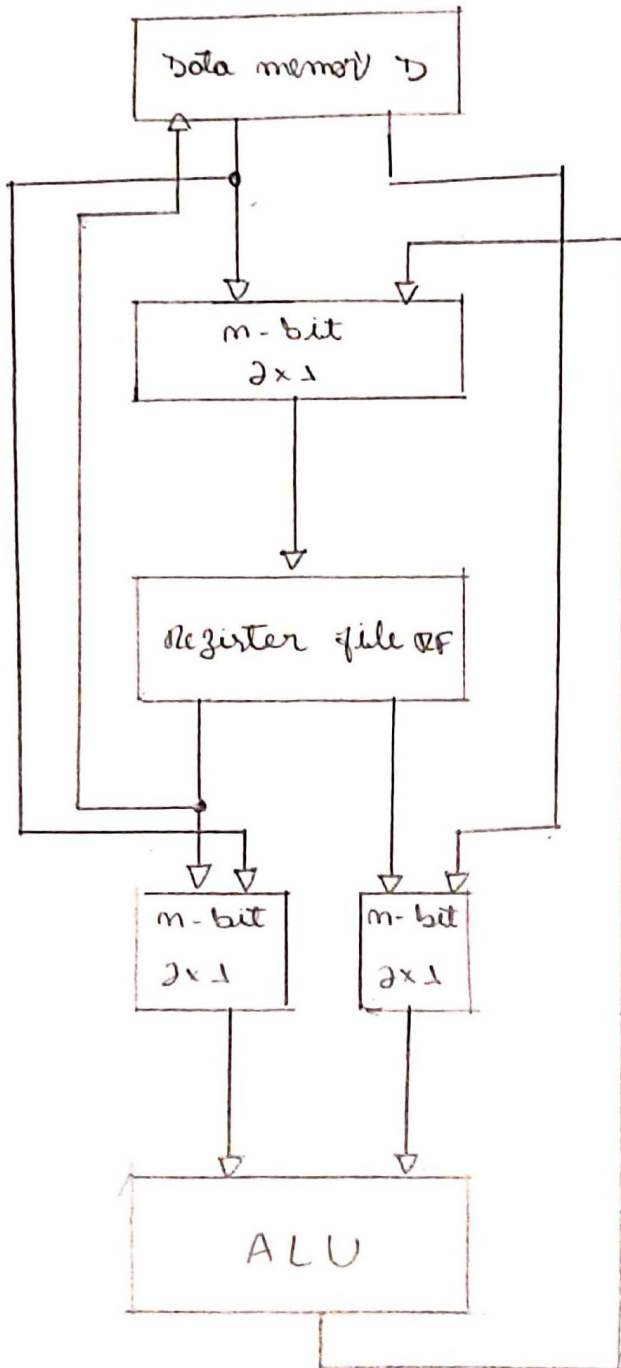 Data memory D
n-bit
2x1
Register file RF
n-bit
2x1
n-bit
2x1
ALU